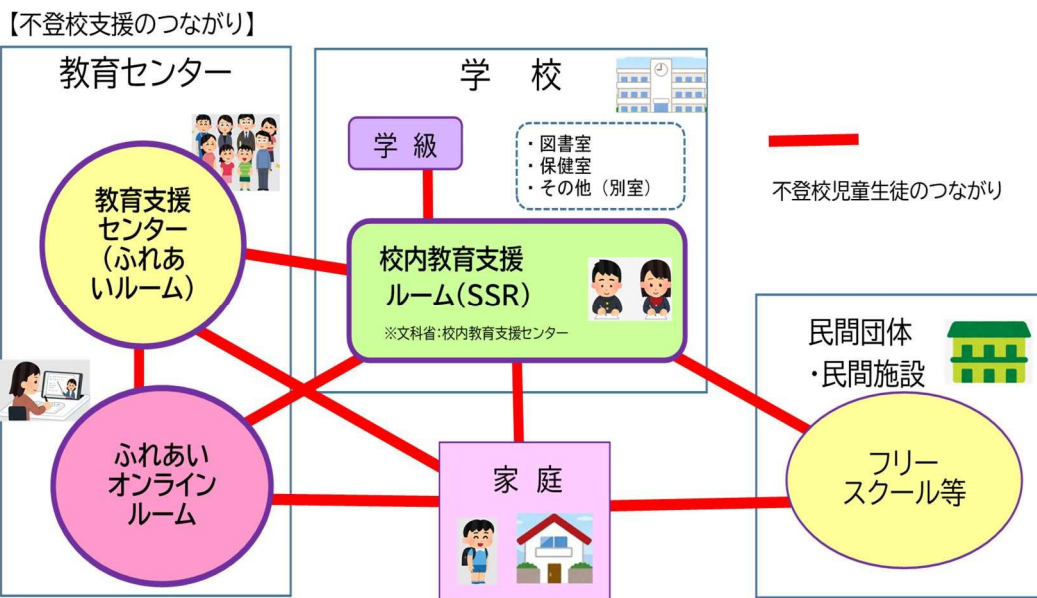 【不登校支援のつながり】
教育センター
教育支援
センター
(ふれあ
いルーム)
ふれあい
オンライン
ルーム
学 校
学 級
・図書室
・保健室
・その他（別室）
校内教育支援
ルーム(SSR)
※文科省：校内教育支援センター
家 庭
不登校児童生徒のつながり
民間団体
・民間施設
フリー
スクール等